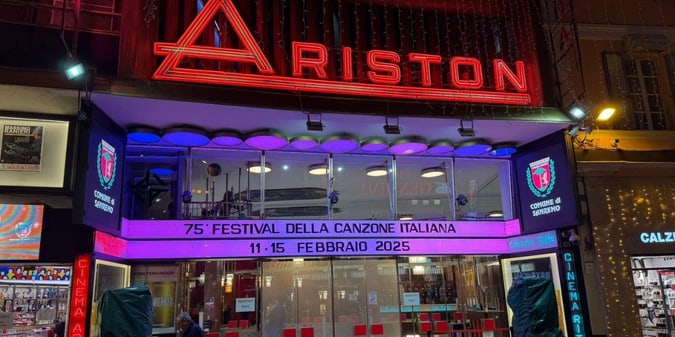 ARISTON
COMUNE di
SANREMO
COMUNE di
SANREMO
75° FESTIVAL DELLA CANZONE ITALIANA
11-15 FEBBRAIO 2025
CINEMA
CINEMA RITZ
CALZ